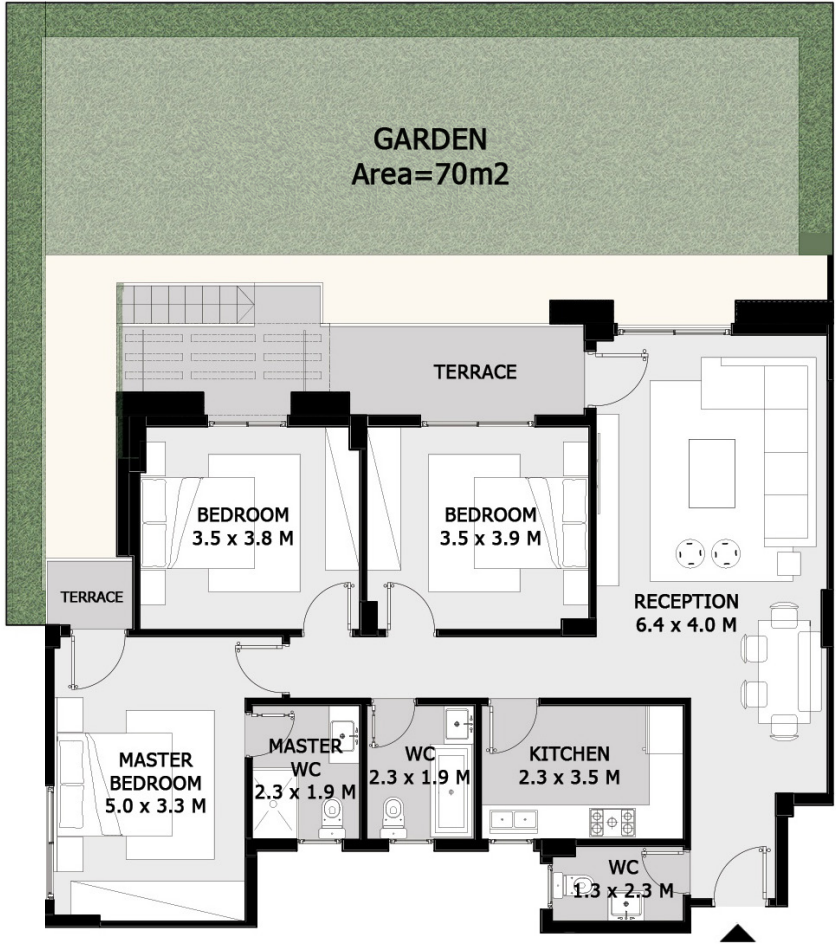 GARDEN
Area=70m2
TERRACE
BEDROOM
3.5 x 3.8 M
BEDROOM
3.5 x 3.9 M
TERRACE
RECEPTION
6.4 x 4.0 M
MASTER
BEDROOM
5.0 x 3.3 M
MASTER
WC
2.3 x 1.9 M
WC
2.3 x 1.9 M
KITCHEN
2.3 x 3.5 M
WC
1.3 x 2.3 M